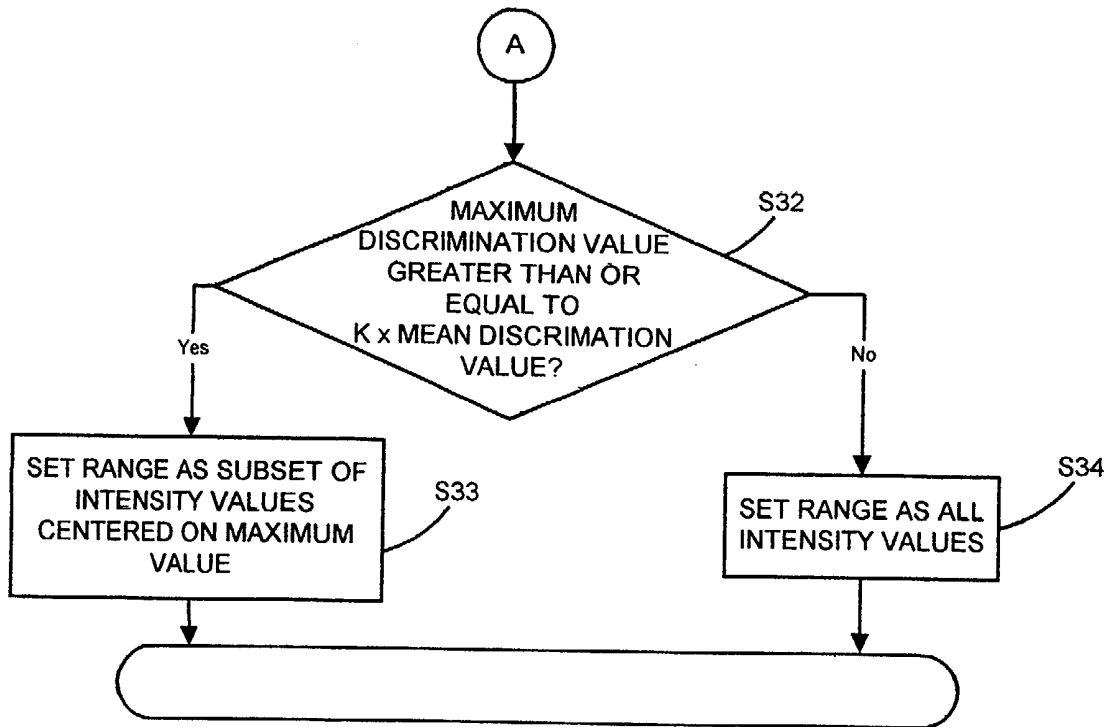 A
MAXIMUM
DISCRIMINATION VALUE
GREATER THAN OR
EQUAL TO
K x MEAN DISCRIMATION
VALUE?
S32
Yes
No
SET RANGE AS SUBSET OF
INTENSITY VALUES
CENTERED ON MAXIMUM
VALUE
S33
SET RANGE AS ALL
INTENSITY VALUES
S34